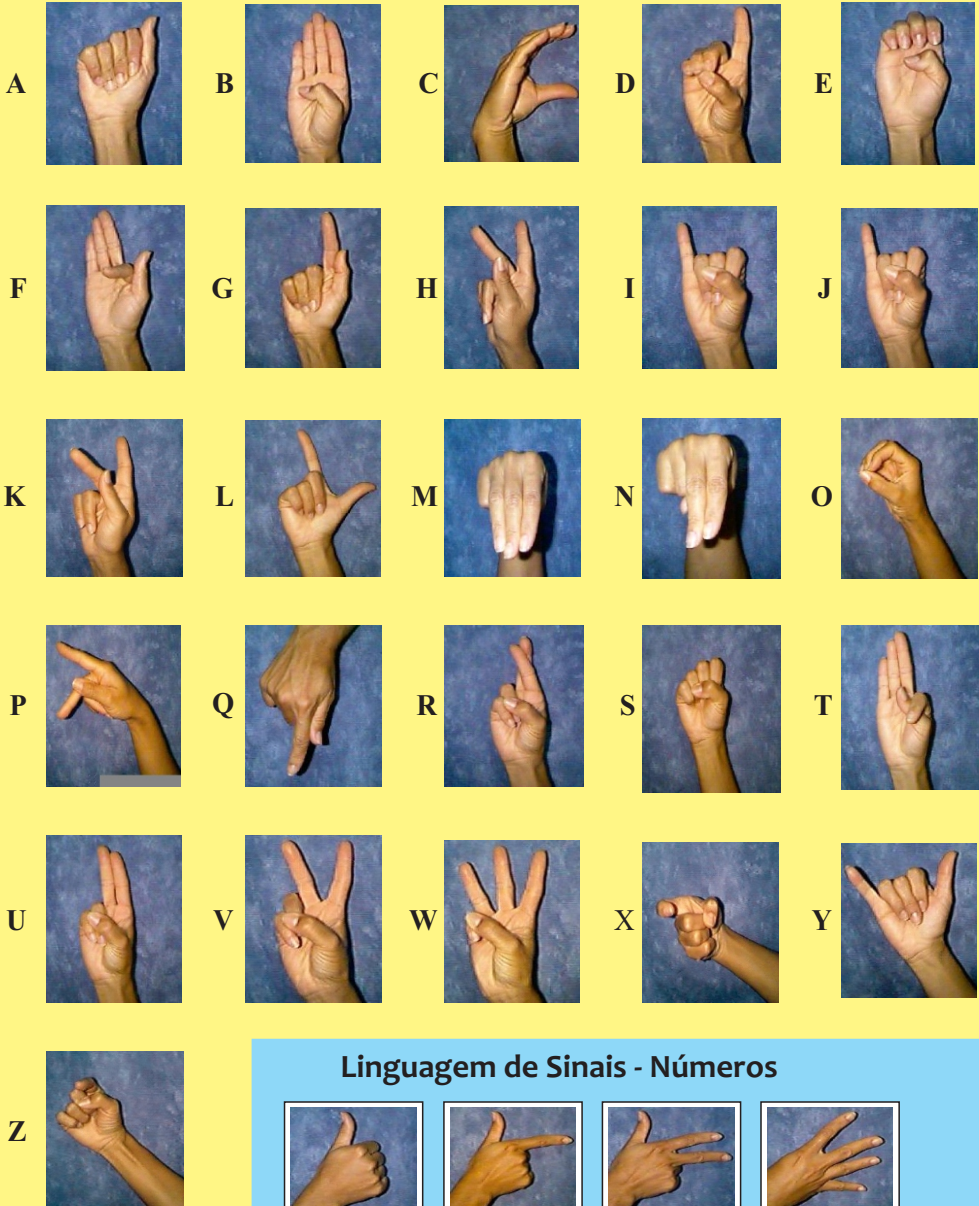 A B C D E
F G H I J
K L M N O
P Q R S T
U V W X Y
Z
Linguagem de Sinais - Números